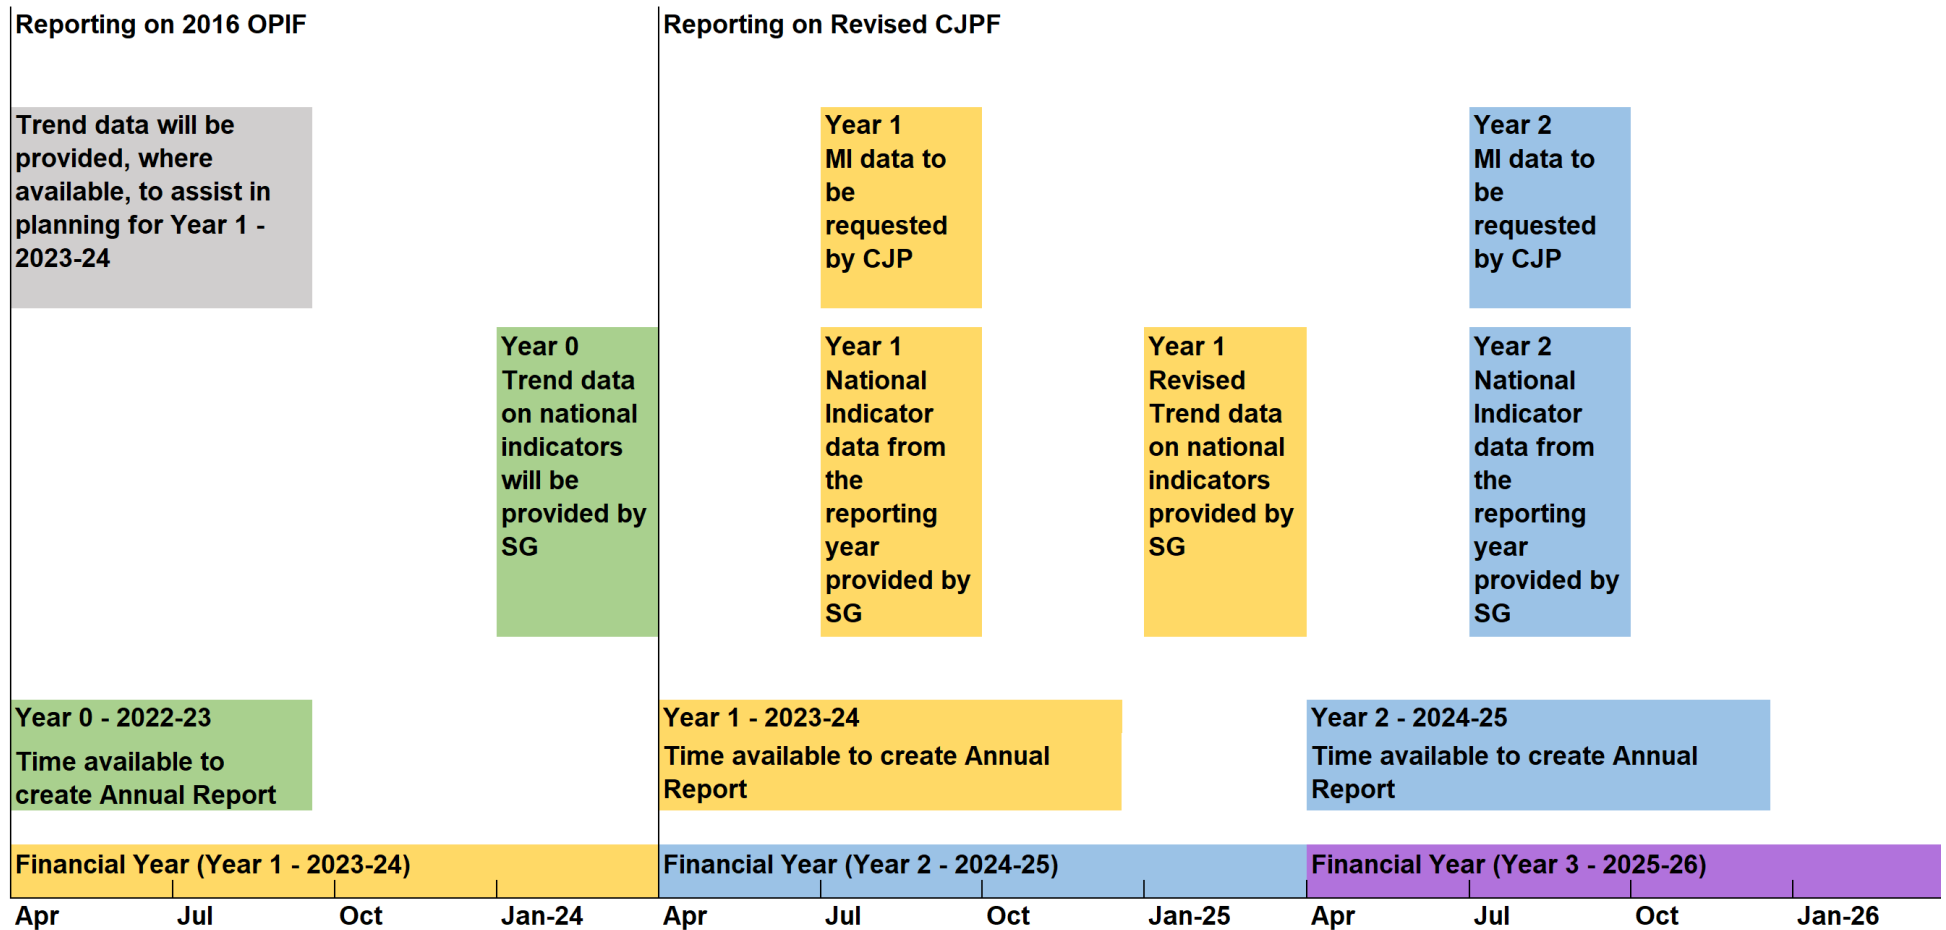 Reporting on 2016 OPIF
Reporting on Revised CJPF
Trend data will be
provided, where
available, to assist in
planning for Year 1 -
2023-24
Year 1
MI data to
be
requested
by CJP
Year 2
MI data to
be
requested
by CJP
Year 0
Trend data
on national
indicators
will be
provided by
SG
Year 1
National
Indicator
data from
the
reporting
year
provided by
SG
Year 1
Revised
Trend data
on national
indicators
provided by
SG
Year 2
National
Indicator
data from
the
reporting
year
provided by
SG
Year 0 - 2022-23
Time available to
create Annual Report
Year 1 - 2023-24
Time available to create Annual
Report
Year 2 - 2024-25
Time available to create Annual
Report
Financial Year (Year 1 - 2023-24)
Financial Year (Year 2 - 2024-25)
Financial Year (Year 3 - 2025-26)
Apr
Jul
Oct
Jan-24
Apr
Jul
Oct
Jan-25
Apr
Jul
Oct
Jan-26